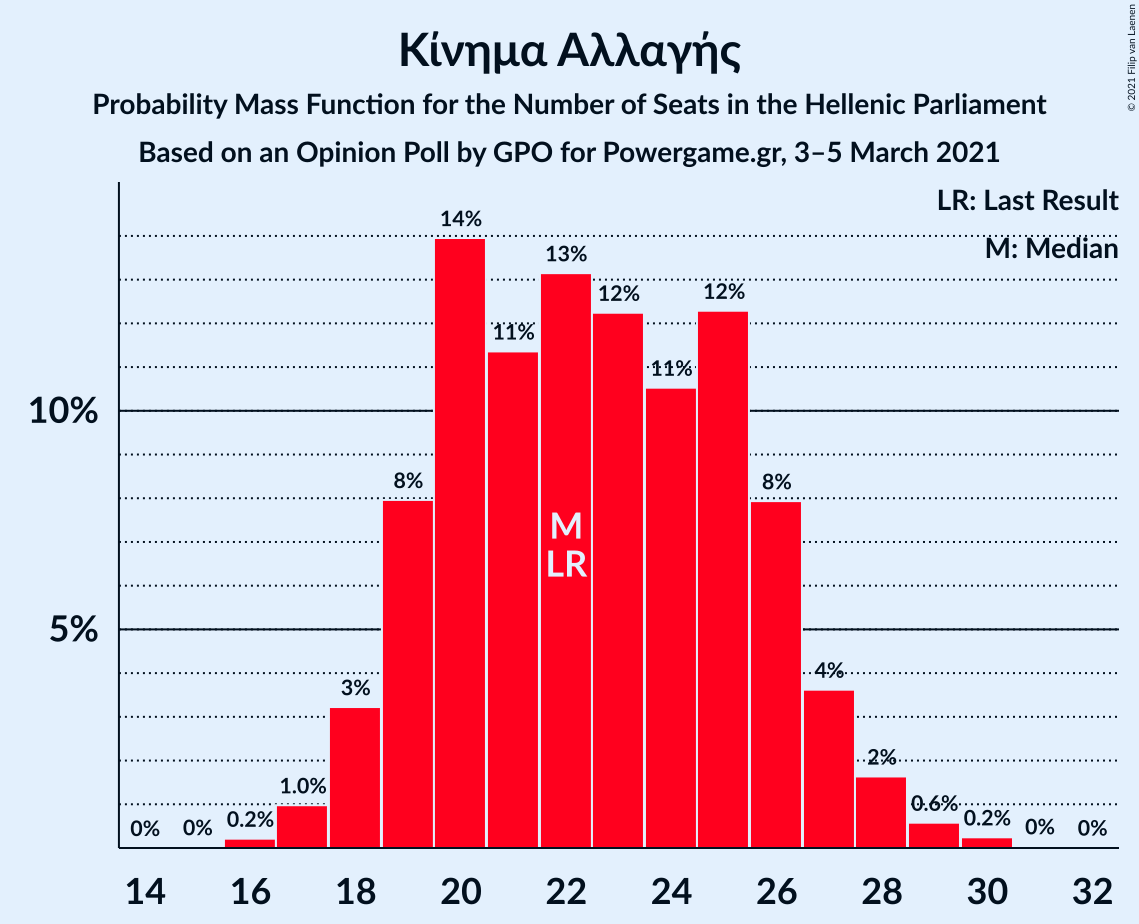 Κίνημα Αλλαγής
Probability Mass Function for the Number of Seats in the Hellenic Parliament
Based on an Opinion Poll by GPO for Powergame.gr, 3–5 March 2021
© 2021 Filip van Laenen
LR: Last Result
M: Median
10%
5%
0%
0%
0.2%
1.0%
3%
8%
14%
11%
13%
12%
11%
12%
8%
4%
2%
0.6%
0.2%
0%
0%
M
LR
14 16 18 20 22 24 26 28 30 32